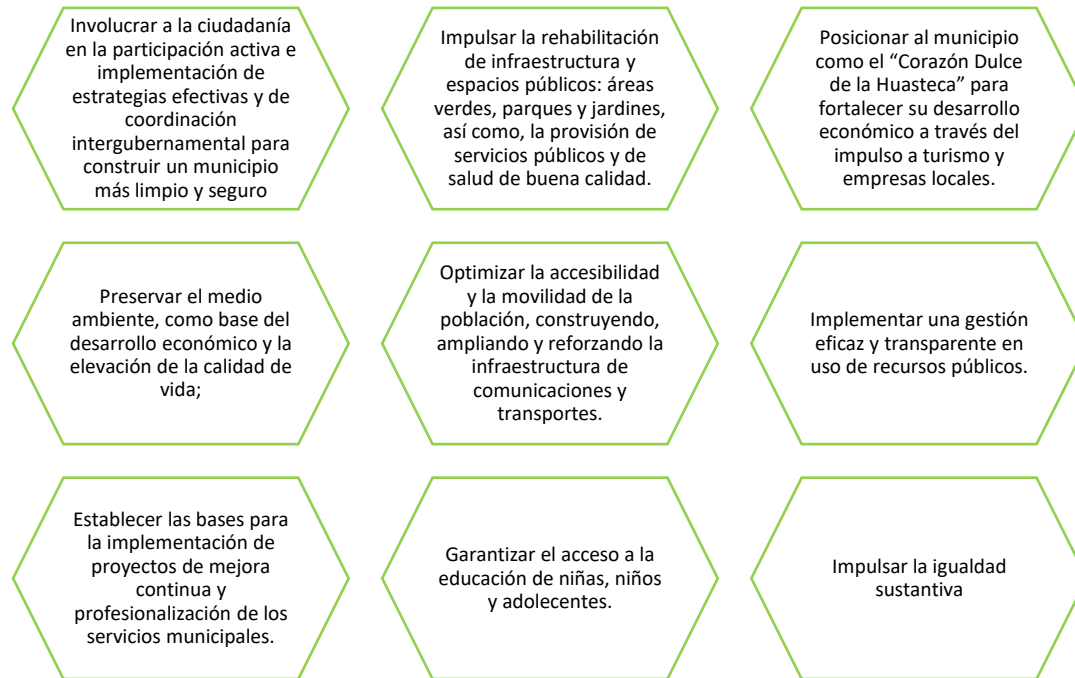 Involucrar a la ciudadanía
en la participación activa e
implementación de
estrategias efectivas y de
coordinación
intergubernamental para
construir un municipio
más limpio y seguro
Impulsar la rehabilitación
de infraestructura y
espacios públicos: áreas
verdes, parques y jardines,
así como, la provisión de
servicios públicos y de
salud de buena calidad.
Posicionar al municipio
como el “Corazón Dulce
de la Huasteca” para
fortalecer su desarrollo
económico a través del
impulso a turismo y
empresas locales.
Preservar el medio
ambiente, como base del
desarrollo económico y la
elevación de la calidad de
vida;
Optimizar la accesibilidad
y la movilidad de la
población, construyendo,
ampliando y reforzando la
infraestructura de
comunicaciones y
transportes.
Implementar una gestión
eficaz y transparente en
uso de recursos públicos.
Establecer las bases para
la implementación de
proyectos de mejora
continua y
profesionalización de los
servicios municipales.
Garantizar el acceso a la
educación de niñas, niños
y adolecentes.
Impulsar la igualdad
sustantiva